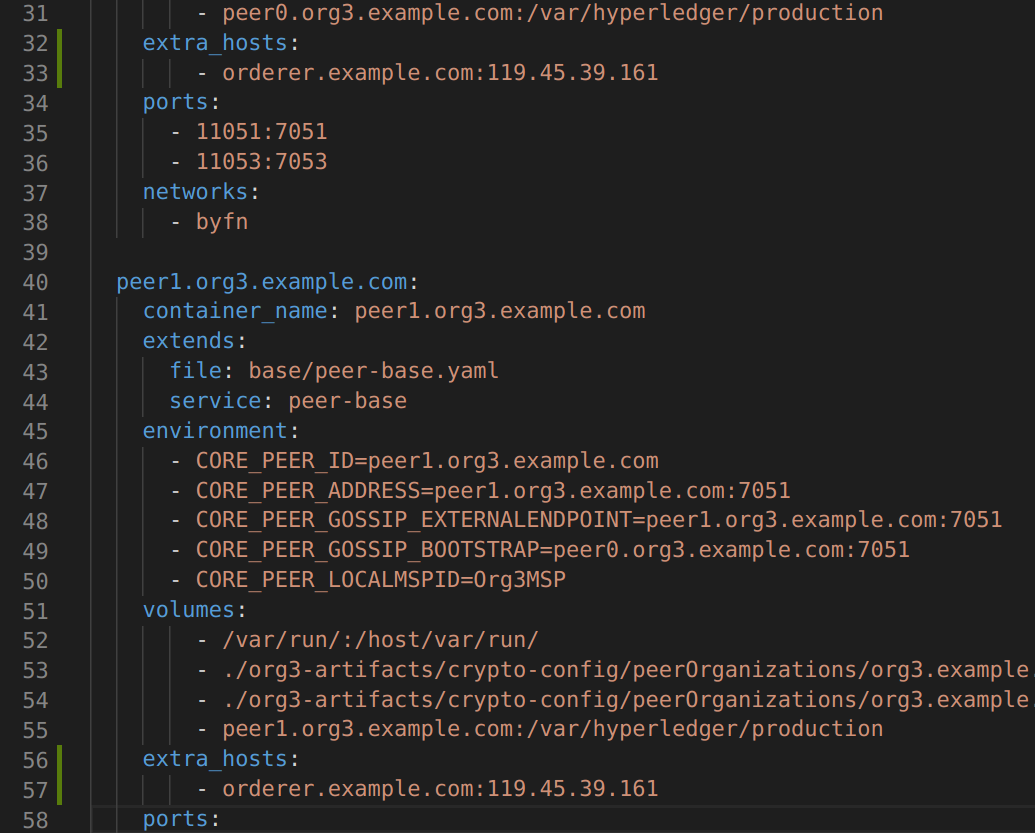 31 - peer0.org3.example.com:/var/hyperledger/production
32 extra_hosts:
33 - orderer.example.com:119.45.39.161
34 ports:
35 - 11051:7051
36 - 11053:7053
37 networks:
38 - byfn
39
40 peer1.org3.example.com:
41 container_name: peer1.org3.example.com
42 extends:
43 file: base/peer-base.yaml
44 service: peer-base
45 environment:
46 - CORE_PEER_ID=peer1.org3.example.com
47 - CORE_PEER_ADDRESS=peer1.org3.example.com:7051
48 - CORE_PEER_GOSSIP_EXTERNALENDPOINT=peer1.org3.example.com:7051
49 - CORE_PEER_GOSSIP_BOOTSTRAP=peer0.org3.example.com:7051
50 - CORE_PEER_LOCALMSPID=Org3MSP
51 volumes:
52 - /var/run/:/host/var/run/
53 - ./org3-artifacts/crypto-config/peerOrganizations/org3.example.
54 - ./org3-artifacts/crypto-config/peerOrganizations/org3.example.
55 - peer1.org3.example.com:/var/hyperledger/production
56 extra_hosts:
57 - orderer.example.com:119.45.39.161
58 ports: